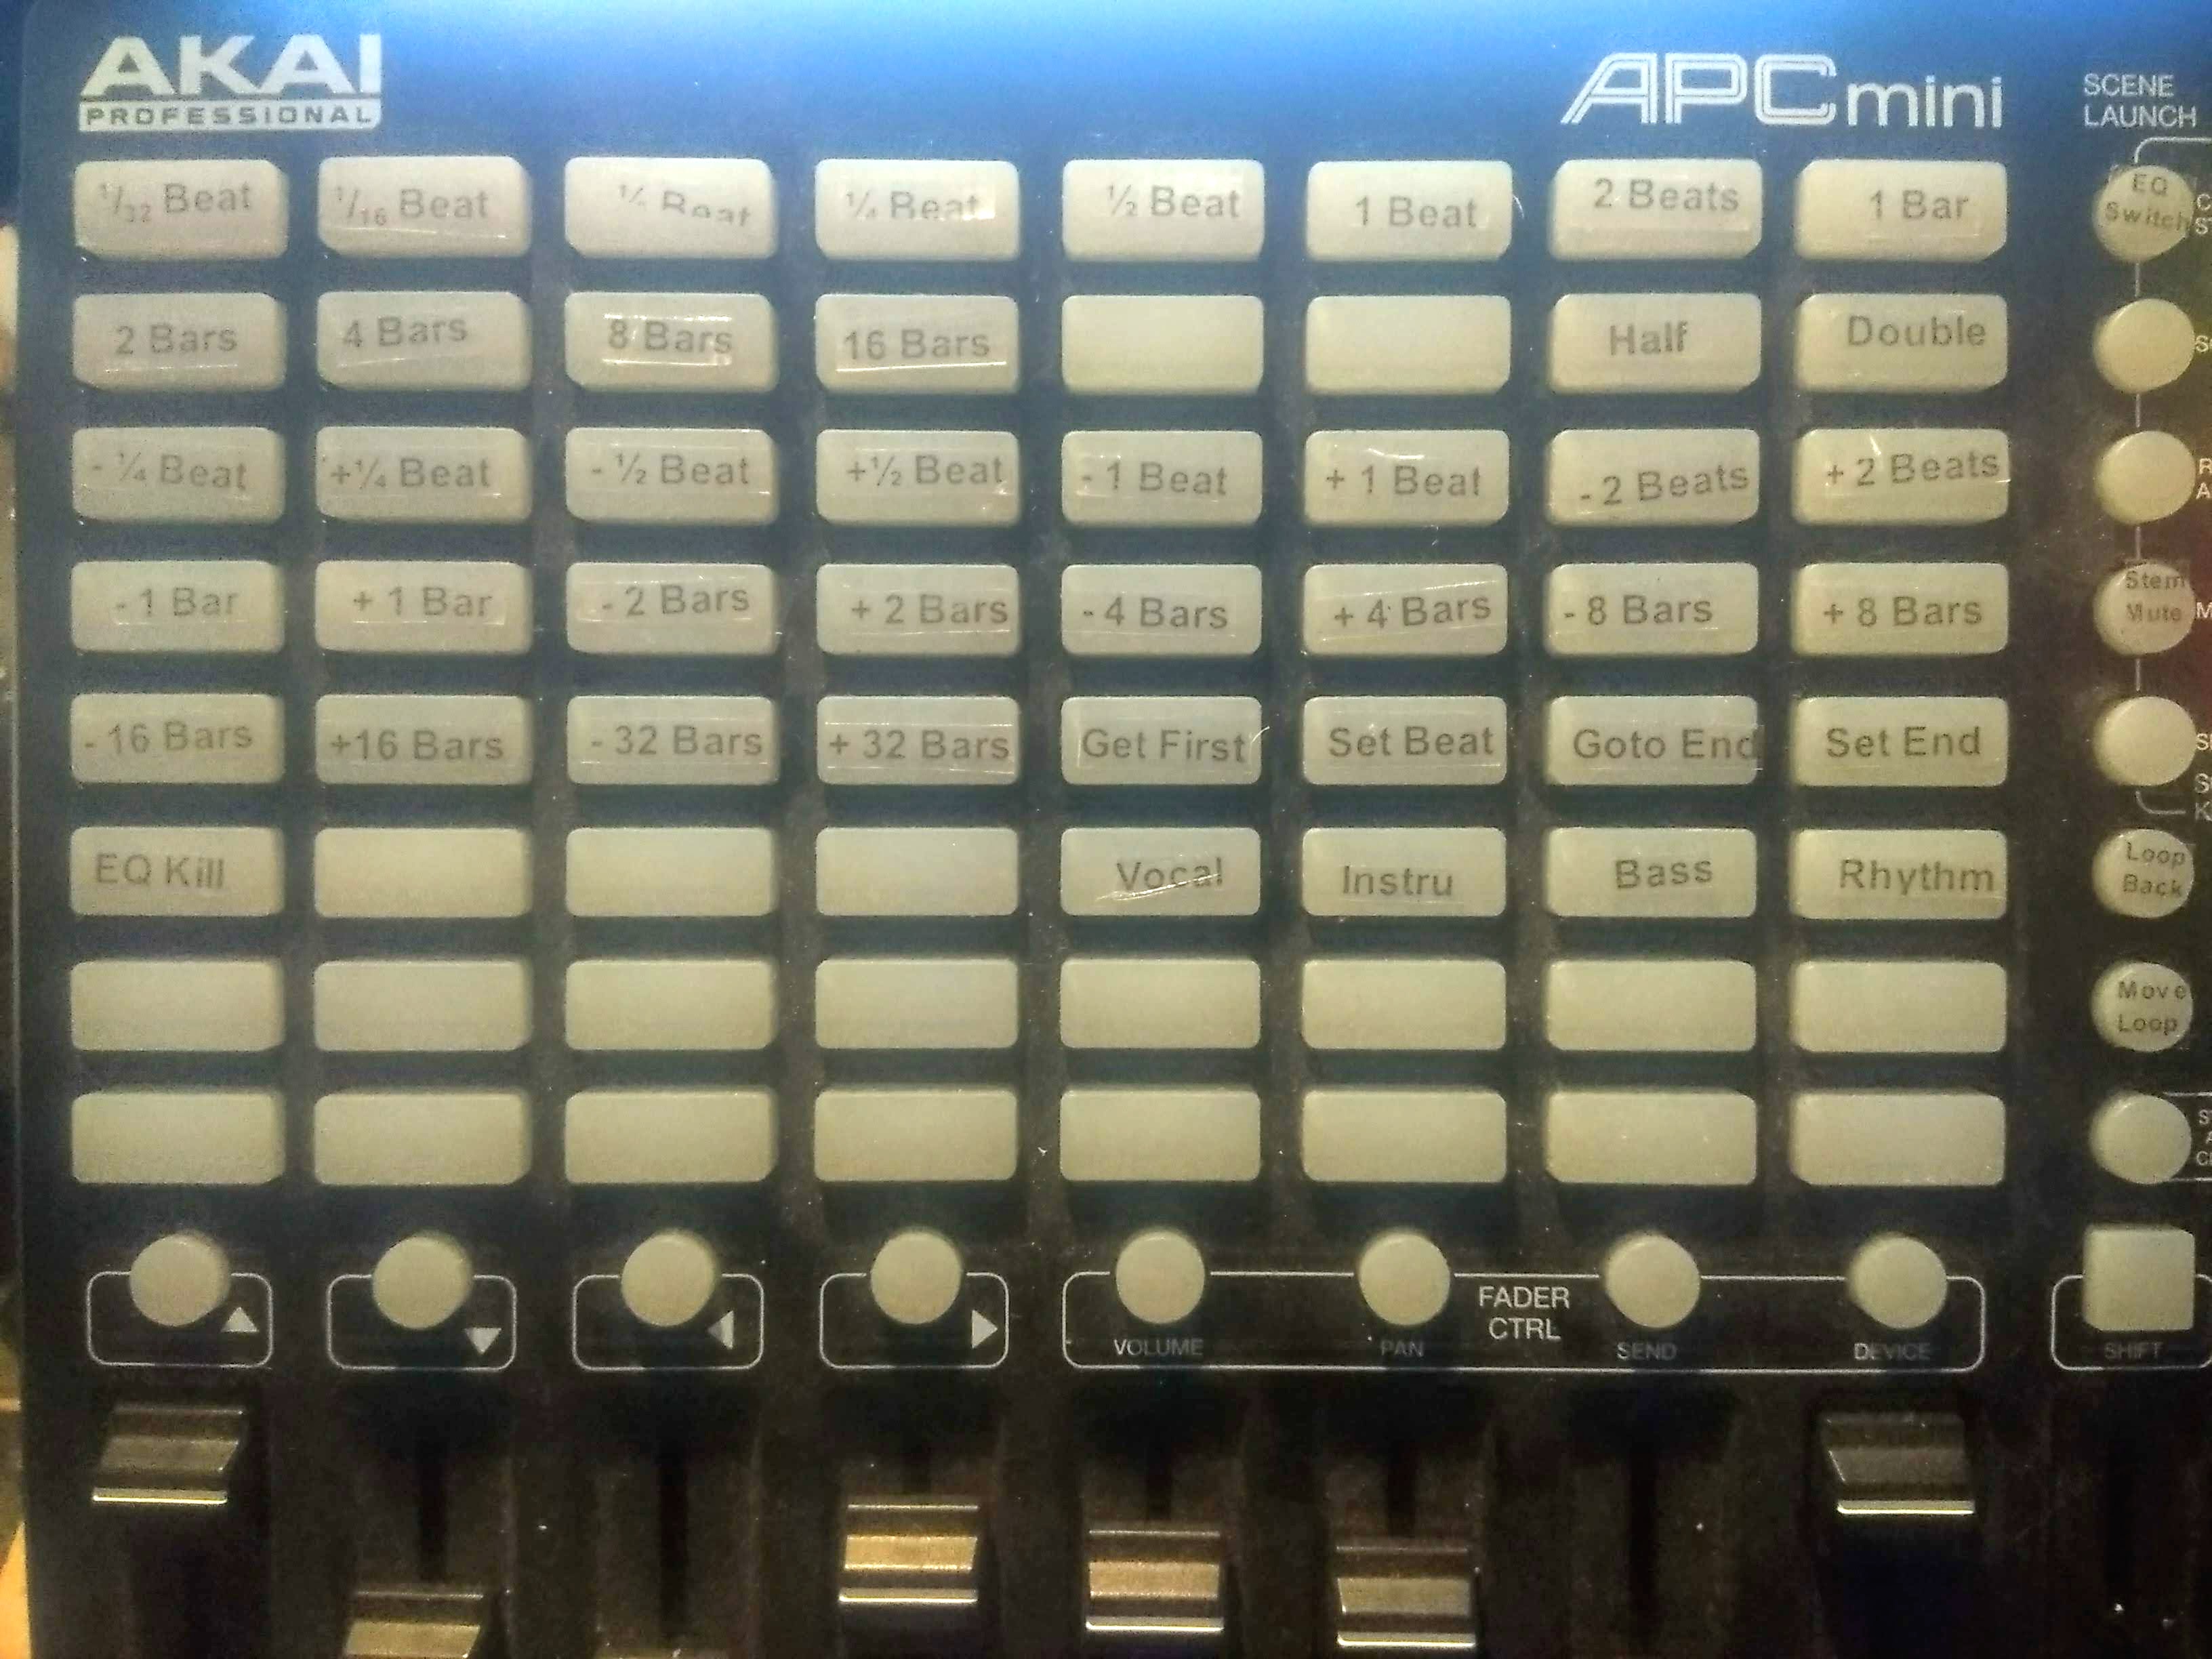 AKAI
PROFESSIONAL
APCmini
SCENE
LAUNCH
1/32 Beat
1/16 Beat
Beat
¼ Beat
½ Beat
1 Beat
2 Beats
1 Bar
EQ
Switch
2 Bars
4 Bars
8 Bars
16 Bars
Half
Double
- ¼ Beat
+¼ Beat
- ½ Beat
+½ Beat
- 1 Beat
+ 1 Beat
- 2 Beats
+ 2 Beats
- 1 Bar
+ 1 Bar
- 2 Bars
+ 2 Bars
- 4 Bars
+ 4 Bars
- 8 Bars
+ 8 Bars
Stem
Mute
- 16 Bars
+16 Bars
- 32 Bars
+ 32 Bars
Get First
Set Beat
Goto End
Set End
EQ Kill
Vocal
Instru
Bass
Rhythm
Loop
Back
Move
Loop
FADER
CTRL
VOLUME
PAN
SEND
DEVICE
SHIFT